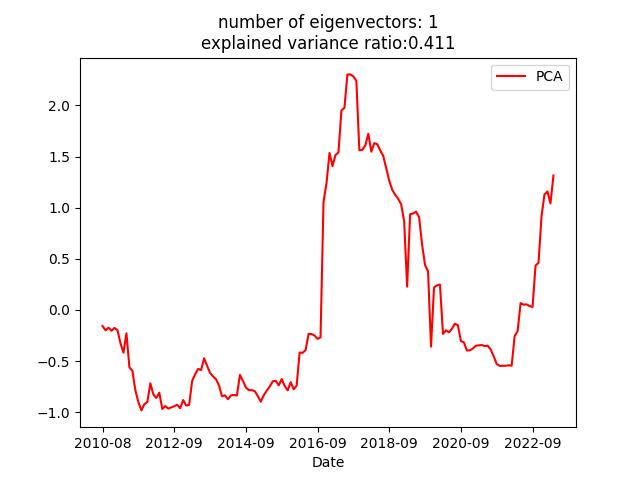 number of eigenvectors: 1
explained variance ratio:0.411
PCA
2.0
1.5
1.0
0.5
0.0
−0.5
−1.0
2010-08 2012-09 2014-09 2016-09 2018-09 2020-09 2022-09
Date